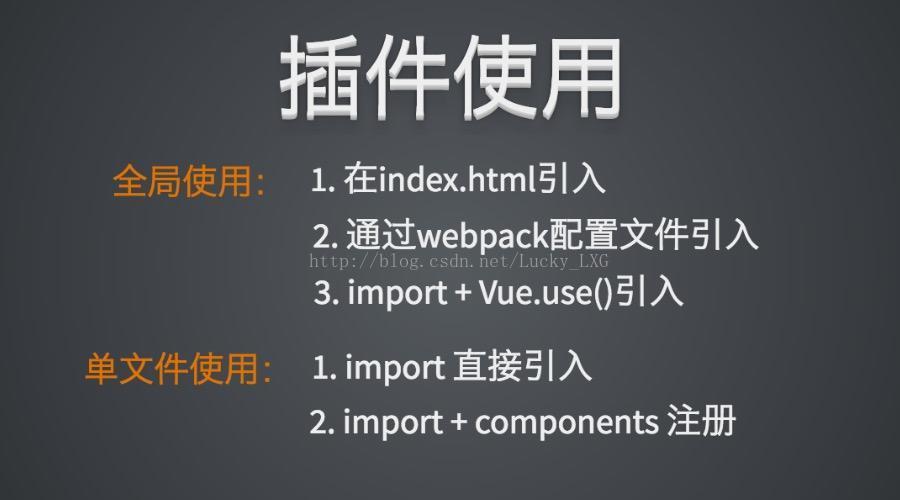 插件使用
全局使用： 1. 在index.html引入
2. 通过webpack配置文件引入
http://blog.csdn.net/Lucky_LXG
3. import + Vue.use()引入
单文件使用： 1. import 直接引入
2. import + components 注册